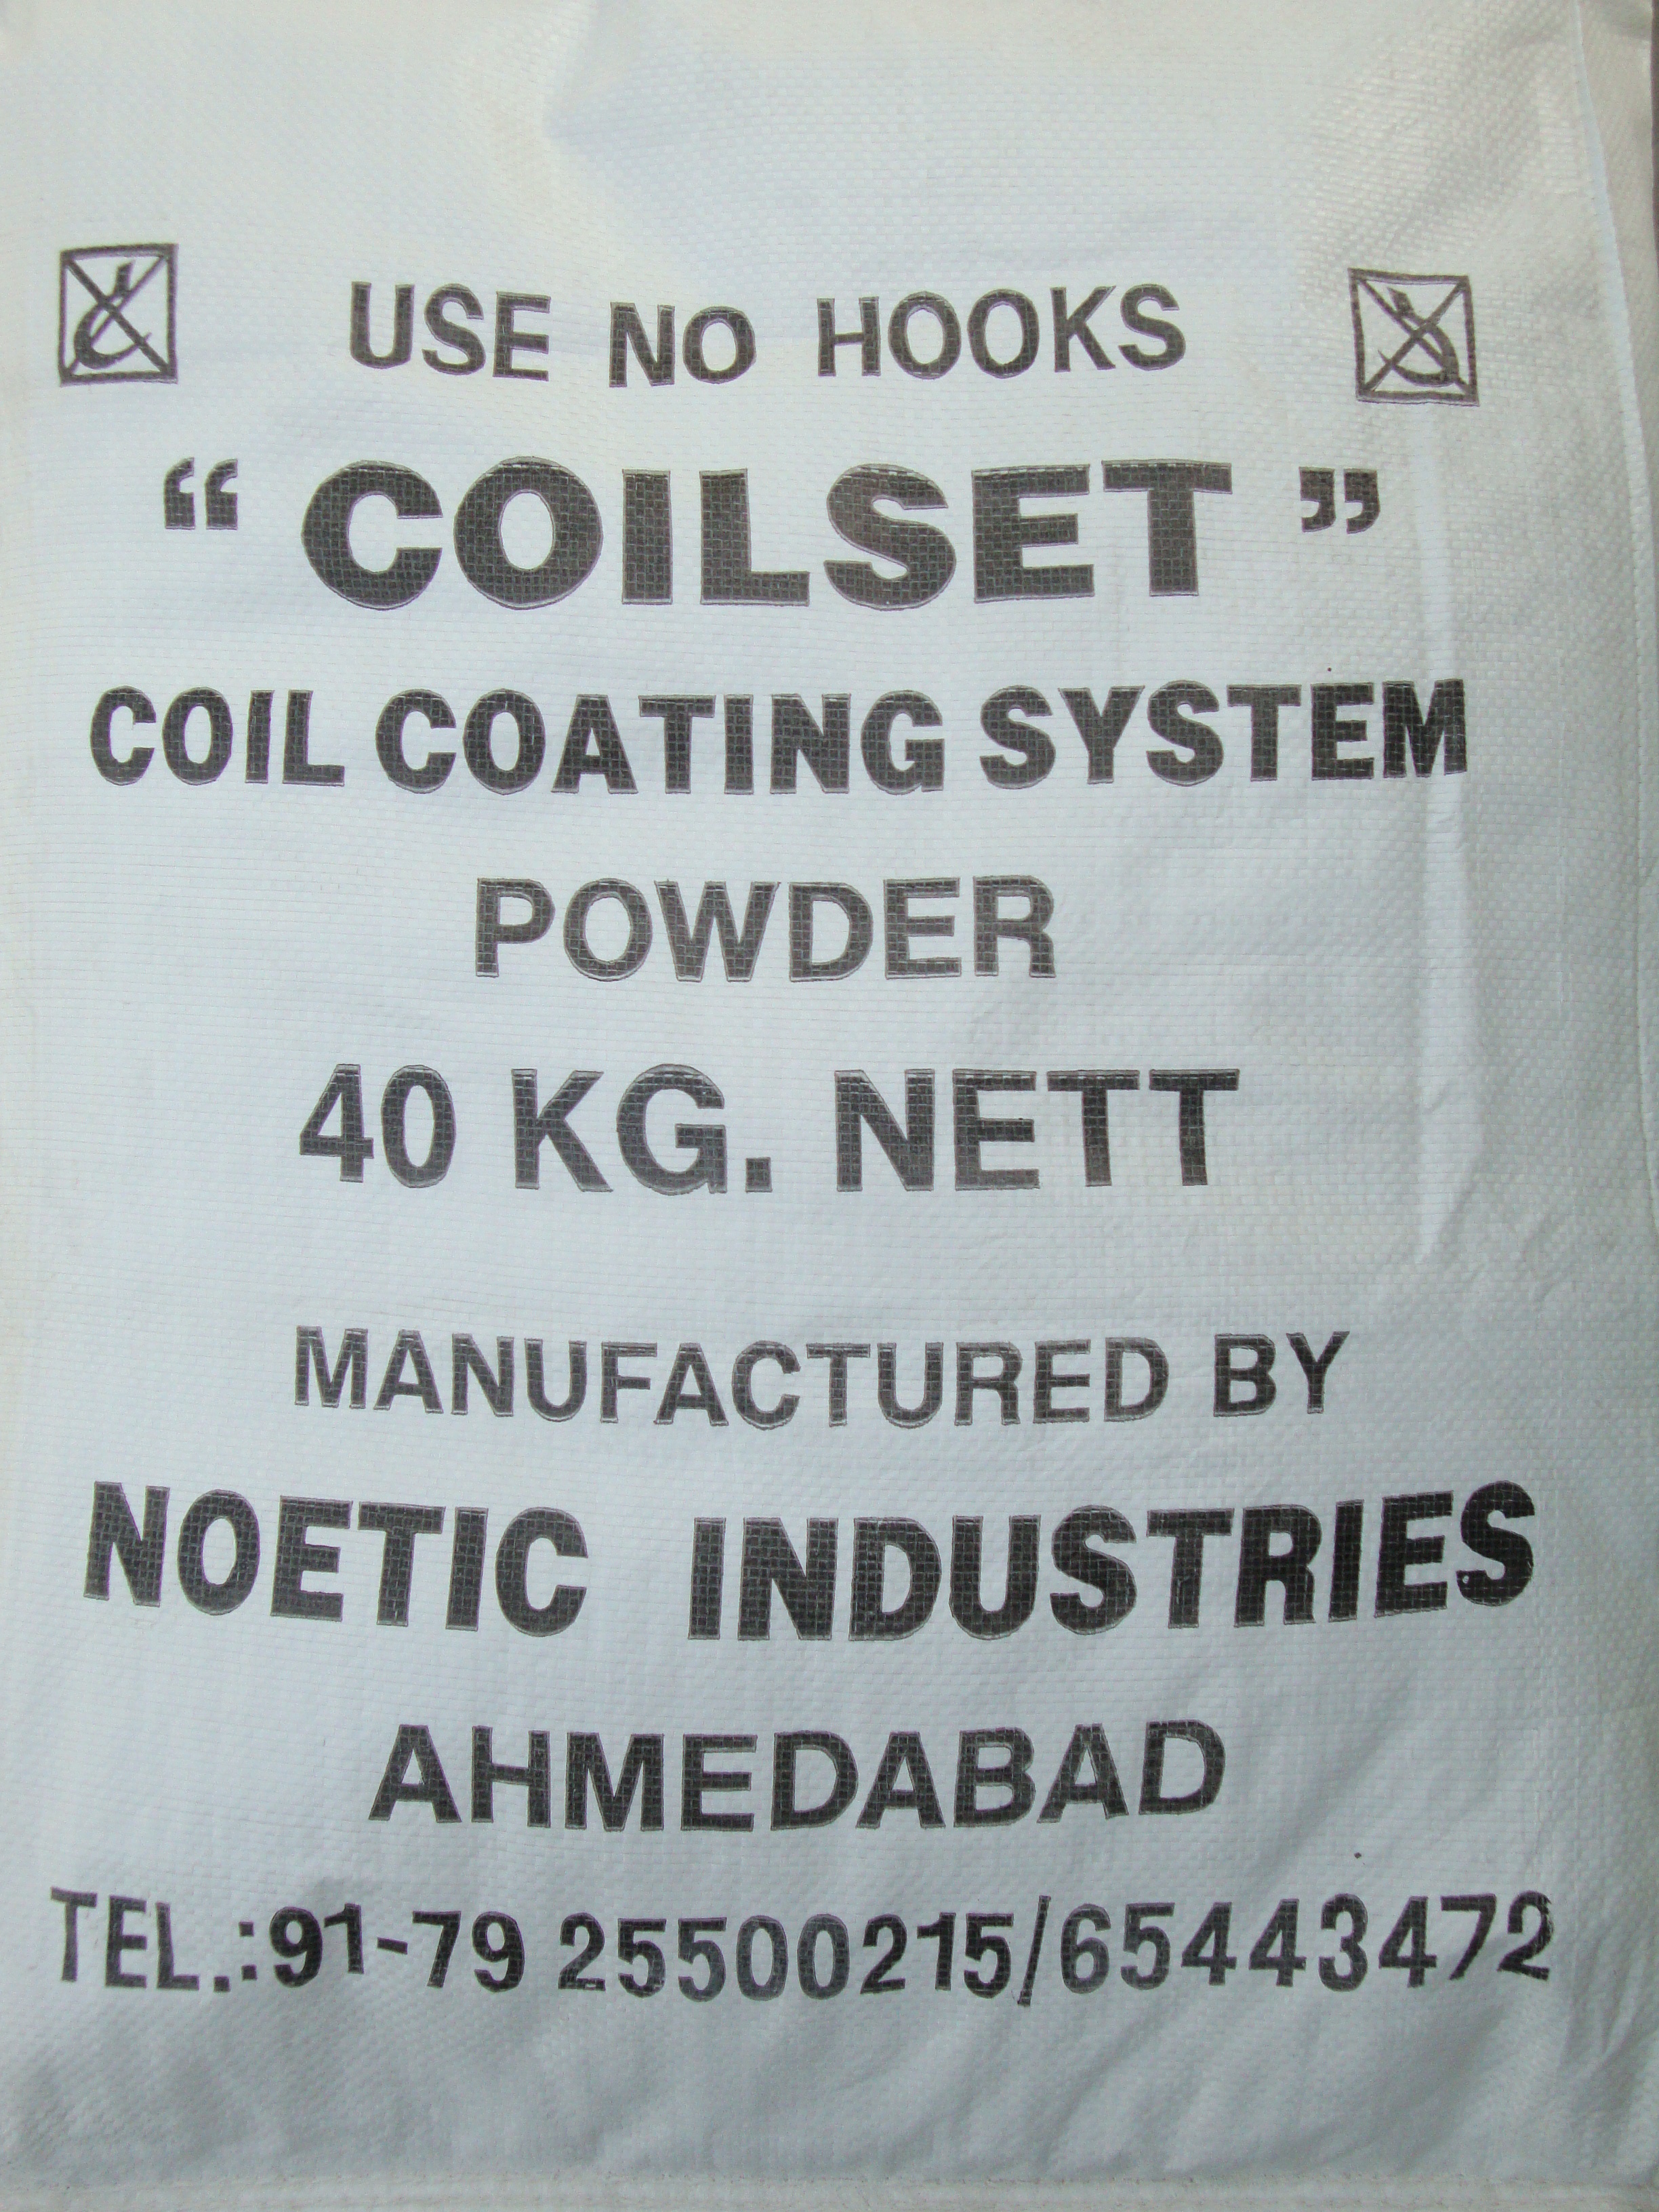 USE NO HOOKS
“ COILSET ”
COIL COATING SYSTEM
POWDER
40 KG. NETT
MANUFACTURED BY
NOETIC INDUSTRIES
AHMEDABAD
TEL.:91-79 25500215/65443472